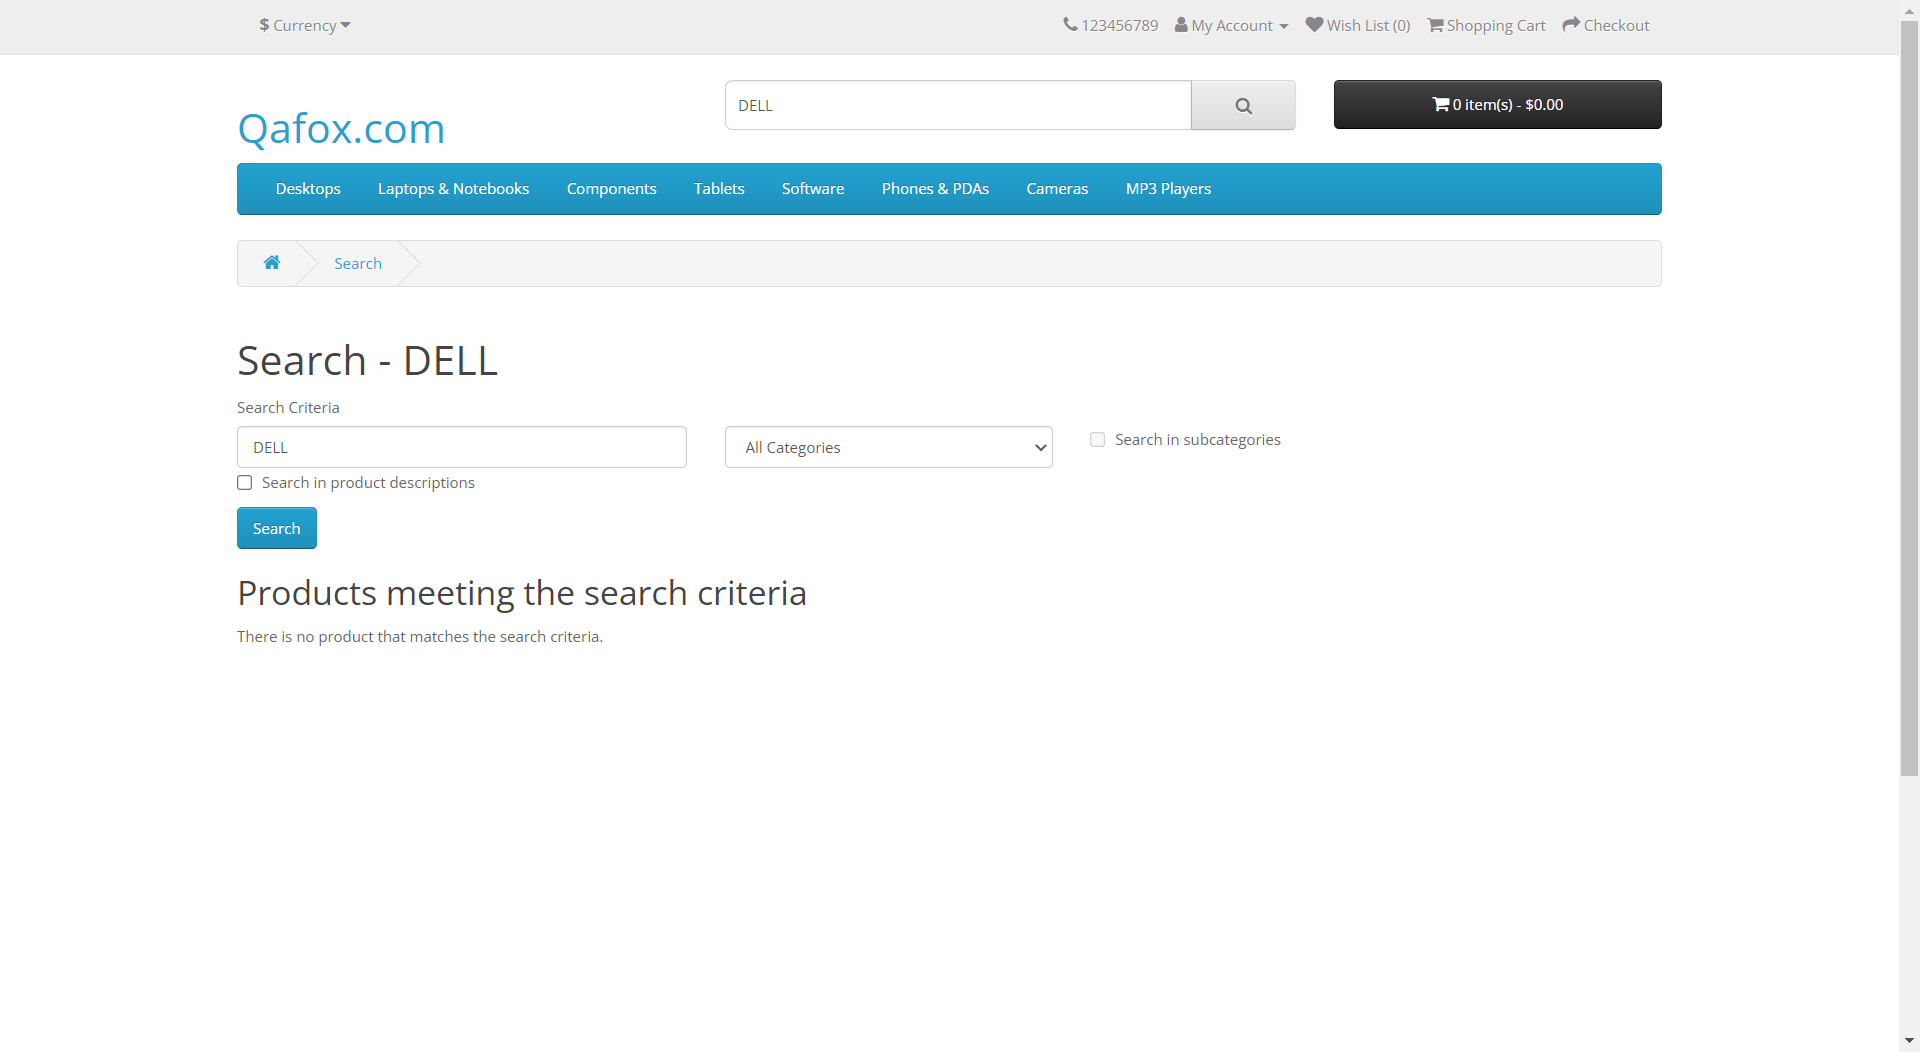 $ Currency
123456789 My Account Wish List (0) Shopping Cart Checkout
DELL
0 item(s) - $0.00
Qafox.com
Desktops Laptops & Notebooks Components Tablets Software Phones & PDAs Cameras MP3 Players
Search
Search - DELL
Search Criteria
DELL All Categories Search in subcategories
Search in product descriptions
Search
Products meeting the search criteria
There is no product that matches the search criteria.